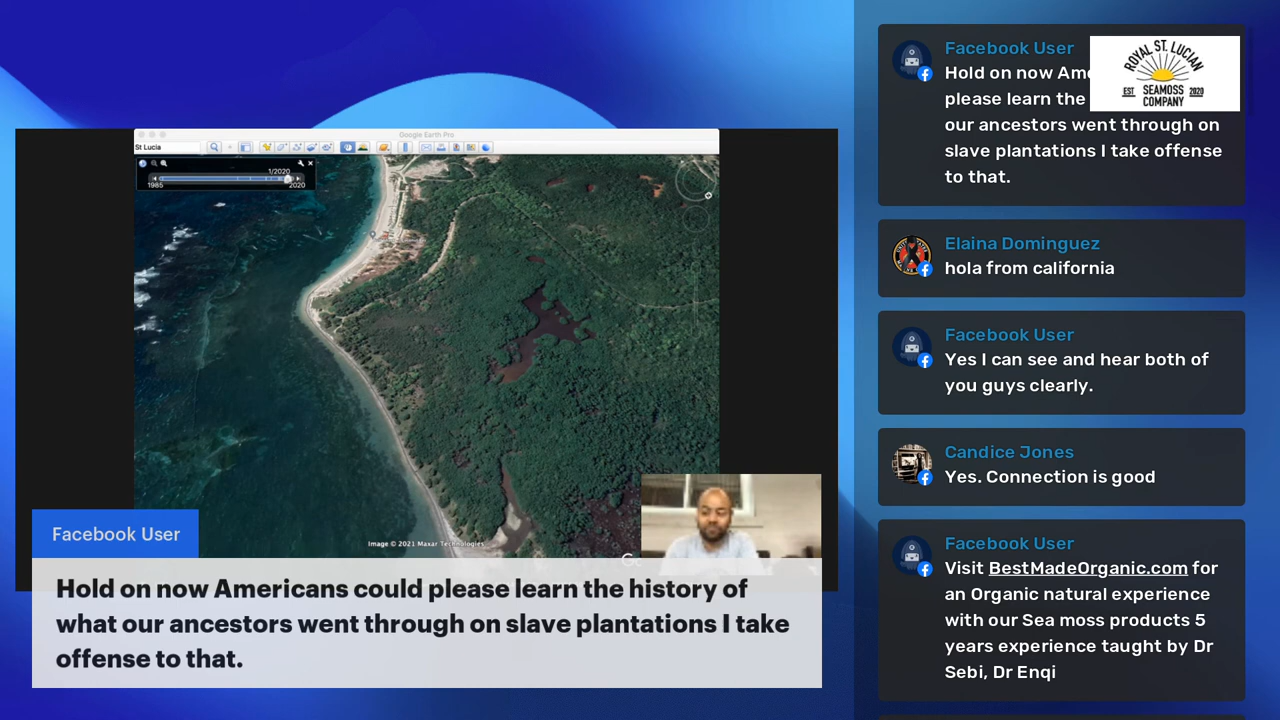 Google Earth Pro
St Lucia
1/2020
1985
2020
Image © 2021 Maxar Technologies
Facebook User
Hold on now Americans could please learn the history of
what our ancestors went through on slave plantations I take
offense to that.
Facebook User
Hold on now
please learn the
our ancestors went through on
slave plantations I take offense
to that.
ROYAL ST. LUCIAN
EST 2020
SEAMOSS
COMPANY
Elaina Dominguez
hola from california
Facebook User
Yes I can see and hear both of
you guys clearly.
Candice Jones
Yes. Connection is good
Facebook User
Visit BestMadeOrganic.com for
an Organic natural experience
with our Sea moss products 5
years experience taught by Dr
Sebi, Dr Enqi